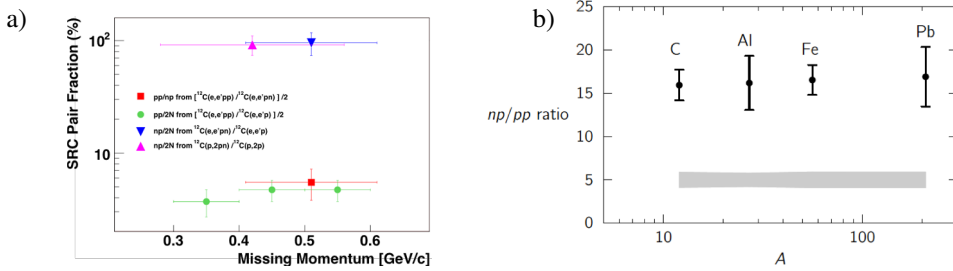 a)
SRC Pair Fraction (%)
10²
10
pp/np from [¹²C(e,e'pp) /¹²C(e,e'pn) ] /2
pp/2N from [¹²C(e,e'pp) /¹²C(e,e'p) ] /2
np/2N from ¹²C(e,e'pn) /¹²C(e,e'p)
np/2N from ¹²C(p,2pn) /¹²C(p,2p)
0.3 0.4 0.5 0.6
Missing Momentum [GeV/c]
b)
np/pp ratio
25
20
15
10
5
0
C Al Fe Pb
10 100
A